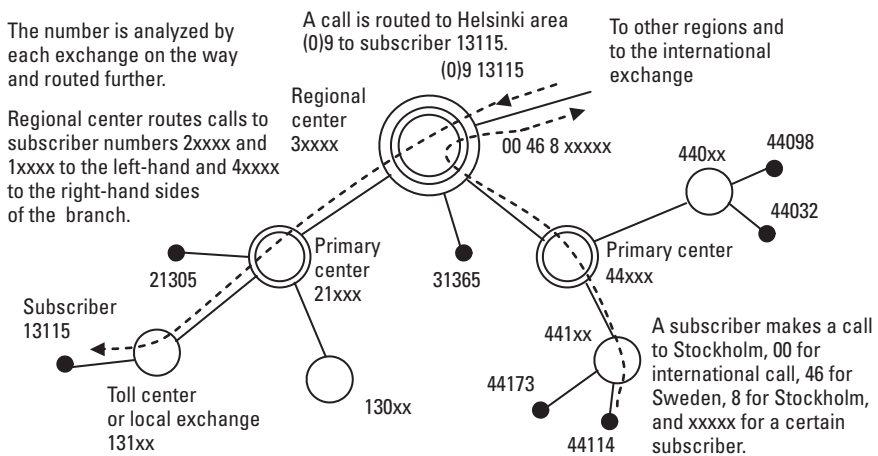 The number is analyzed by
each exchange on the way
and routed further.
Regional center routes calls to
subscriber numbers 2xxxx and
1xxxx to the left-hand and 4xxxx
to the right-hand sides
of the branch.
A call is routed to Helsinki area
(0)9 to subscriber 13115.
(0)9 13115
To other regions and
to the international
exchange
Regional
center
3xxxx
00 46 8 xxxxx
440xx
44098
44032
21305
Primary
center
21xxx
31365
Primary center
44xxx
Subscriber
13115
Toll center
or local exchange
131xx
130xx
441xx
44173
44114
A subscriber makes a call
to Stockholm, 00 for
international call, 46 for
Sweden, 8 for Stockholm,
and xxxxx for a certain
subscriber.